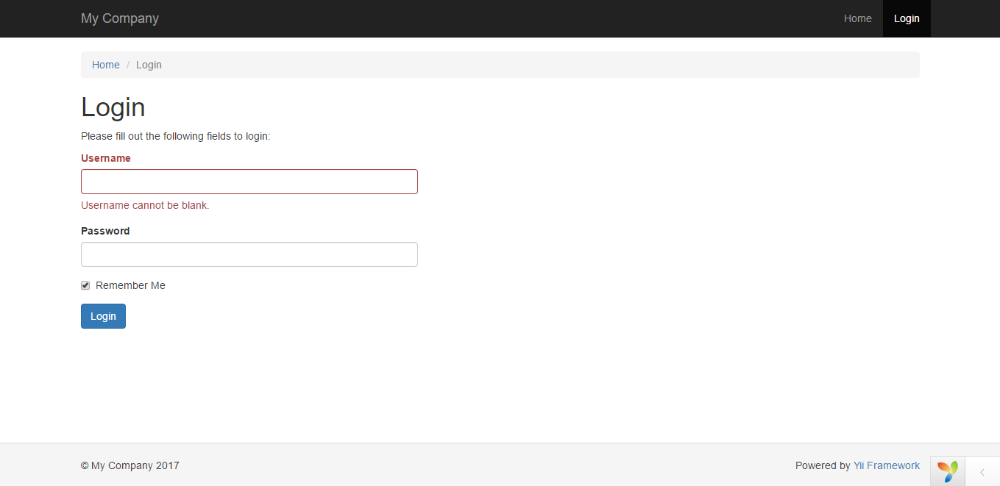 My Company Home Login
Home / Login
Login
Please fill out the following fields to login:
Username
Username cannot be blank.
Password
Remember Me
Login
© My Company 2017 Powered by Yii Framework